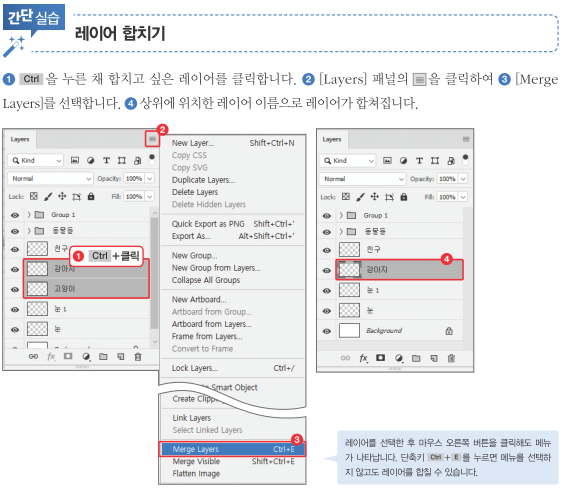 간단 실습
레이어 합치기
❶ Ctrl 을 누른 채 합치고 싶은 레이어를 클릭합니다. ❷ [Layers] 패널의 을 클릭하여 ❸ [Merge
Layers]를 선택합니다. ❹ 상위에 위치한 레이어 이름으로 레이어가 합쳐집니다.
Layers
2
Kind
Normal
Opacity: 100%
Lock:
Fill: 100%
Group 1
동물들
친구
1 Ctrl + 클릭
강아지
고양이
눈 1
눈
New Layer... Shift+Ctrl+N
Copy CSS
Copy SVG
Duplicate Layers...
Delete Layers
Delete Hidden Layers
Quick Export as PNG Shift+Ctrl+'
Export As... Alt+Shift+Ctrl+'
New Group...
New Group from Layers...
Collapse All Groups
New Artboard...
Artboard from Group...
Artboard from Layers...
Frame from Layers...
Convert to Frame
Lock Layers... Ctrl+/
to Smart Object
Create Clipp
Link Layers
Select Linked Layers
3
Merge Layers Ctrl+E
Merge Visible Shift+Ctrl+E
Flatten Image
Layers
Kind
Normal
Opacity: 100%
Lock:
Fill: 100%
Group 1
동물들
친구
4
강아지
눈 1
눈
Background
레이어를 선택한 후 마우스 오른쪽 버튼을 클릭해도 메뉴
가 나타납니다. 단축키 Ctrl + E 를 누르면 메뉴를 선택하
지 않고도 레이어를 합칠 수 있습니다.